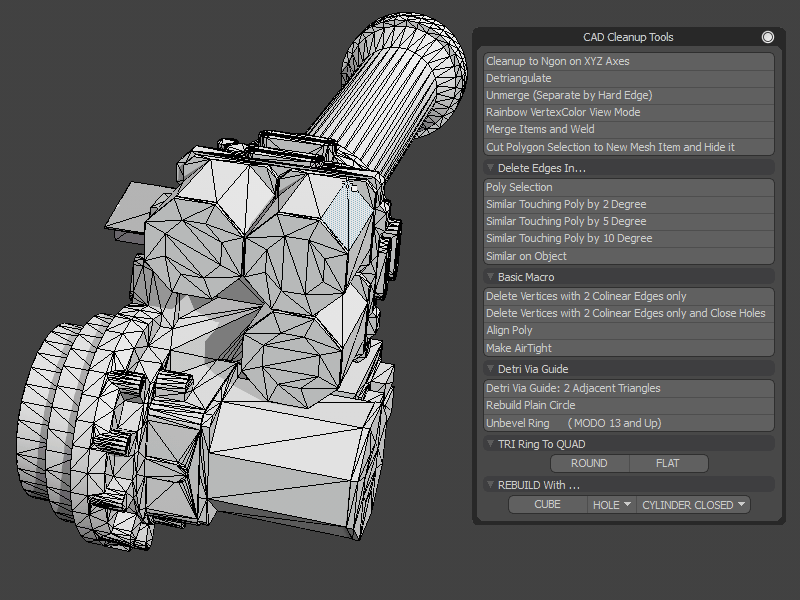 CAD Cleanup Tools
Cleanup to Ngon on XYZ Axes
Detriangulate
Unmerge (Separate by Hard Edge)
Rainbow VertexColor View Mode
Merge Items and Weld
Cut Polygon Selection to New Mesh Item and Hide it
Delete Edges In...
Poly Selection
Similar Touching Poly by 2 Degree
Similar Touching Poly by 5 Degree
Similar Touching Poly by 10 Degree
Similar on Object
Basic Macro
Delete Vertices with 2 Colinear Edges only
Delete Vertices with 2 Colinear Edges only and Close Holes
Align Poly
Make AirTight
Detri Via Guide
Detri Via Guide: 2 Adjacent Triangles
Rebuild Plain Circle
Unbevel Ring (MODO 13 and Up)
TRI Ring To QUAD
ROUND FLAT
REBUILD With ...
CUBE HOLE CYLINDER CLOSED